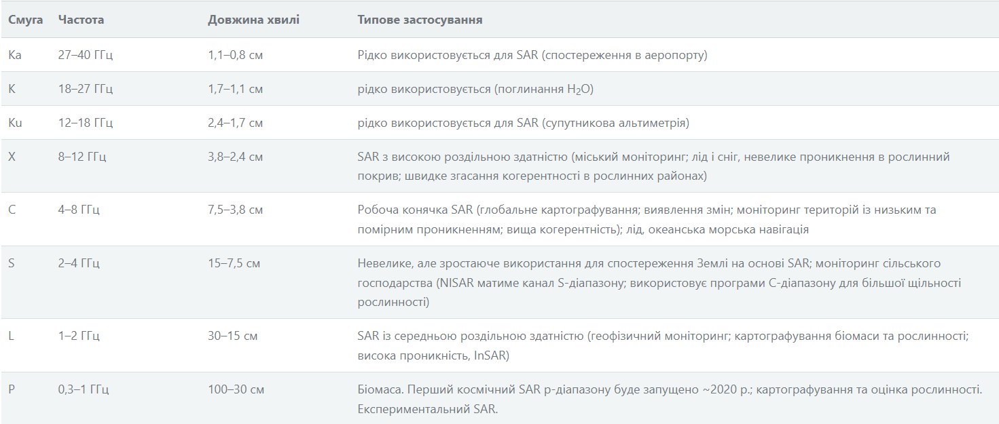 Смуга Частота Довжина хвилі Типове застосування
Ka 27–40 ГГц 1,1–0,8 см Рідко використовується для SAR (спостереження в аеропорту)
K 18–27 ГГц 1,7–1,1 см рідко використовується (поглинання H₂O)
Ku 12–18 ГГц 2,4–1,7 см рідко використовується для SAR (супутникова альтиметрія)
X 8–12 ГГц 3,8–2,4 см SAR з високою роздільною здатністю (міський моніторинг; лід і сніг, невелике проникнення в рослинний
покрив; швидке згасання когерентності в рослинних районах)
C 4–8 ГГц 7,5–3,8 см Робоча конячка SAR (глобальне картографування; виявлення змін; моніторинг територій із низьким та
помірним проникненням; вища когерентність); лід, океанська морська навігація
S 2–4 ГГц 15–7,5 см Невелике, але зростаюче використання для спостереження Землі на основі SAR; моніторинг сільського
господарства (NISAR матиме канал S-діапазону; використовує програми C-діапазону для більшої щільності
рослинності)
L 1–2 ГГц 30–15 см SAR із середньою роздільною здатністю (геофізичний моніторинг; картографування біомаси та рослинності;
висока проникність, InSAR)
P 0,3–1 ГГц 100–30 см Біомаса. Перший космічний SAR p-діапазону буде запущено ~2020 р.; картографування та оцінка рослинності.
Експериментальний SAR.